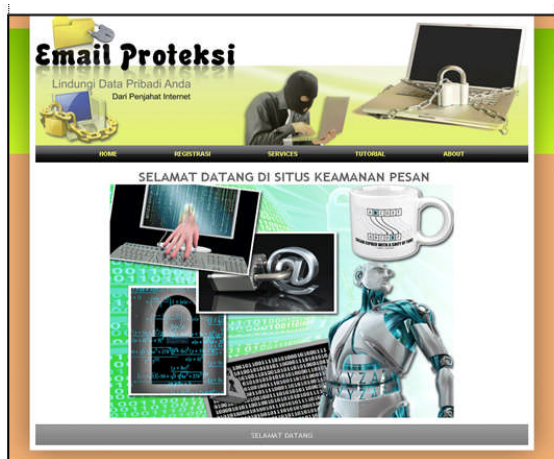 Email Proteksi
Lindungi Data Pribadi Anda
Dari Penjahat Internet
HOME REGISTRASI SERVICES TUTORIAL ABOUT
SELAMAT DATANG DI SITUS KEAMANAN PESAN
SELAMAT DATANG